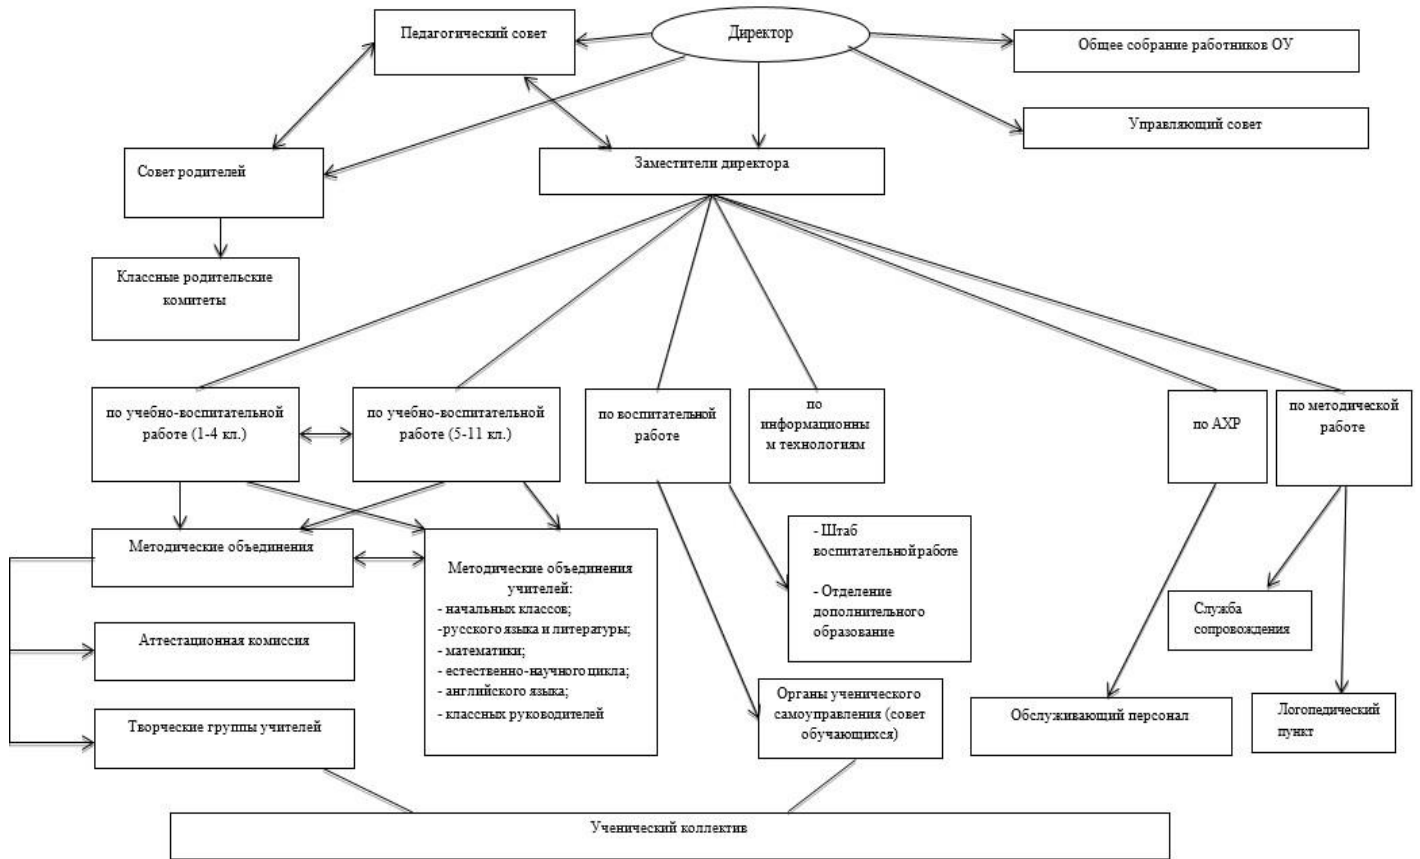 Педагогический совет
Директор
Общее собрание работников ОУ
Управляющий совет
Совет родителей
Заместители директора
Классные родительские
комитеты
по учебно-воспитательной
работе (1-4 кл.)
по учебно-воспитательной
работе (5-11 кл.)
по воспитательной
работе
по
информационны
м технологиям
по АХР
по методической
работе
Методические объединения
Методические объединения
учителей:
- начальных классов;
-русского языка и литературы;
- математики;
- естественно-научного цикла;
- английского языка;
- классных руководителей
- Штаб
воспитательной работе
- Отделение
дополнительного
образование
Служба
сопровождения
Аттестационная комиссия
Творческие группы учителей
Органы ученического
самоуправления (совет
обучающихся)
Обслуживающий персонал
Логопедический
пункт
Ученический коллектив